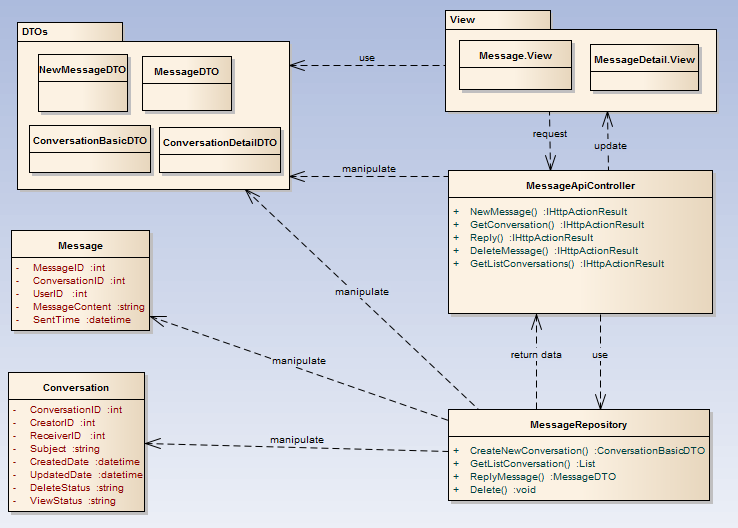 DTOs
NewMessageDTO
MessageDTO
ConversationBasicDTO
ConversationDetailDTO
use
View
Message.View
MessageDetail.View
request
update
manipulate
MessageApiController
+ NewMessage() :IHttpActionResult
+ GetConversation() :IHttpActionResult
+ Reply() :IHttpActionResult
+ DeleteMessage() :IHttpActionResult
+ GetListConversations() :IHttpActionResult
Message
- MessageID :int
- ConversationID :int
- UserID :int
- MessageContent :string
- SentTime :datetime
manipulate
manipulate
return data
use
Conversation
- ConversationID :int
- CreatorID :int
- ReceiverID :int
- Subject :string
- CreatedDate :datetime
- UpdatedDate :datetime
- DeleteStatus :string
- ViewStatus :string
manipulate
MessageRepository
+ CreateNewConversation() :ConversationBasicDTO
+ GetListConversation() :List
+ ReplyMessage() :MessageDTO
+ Delete() :void